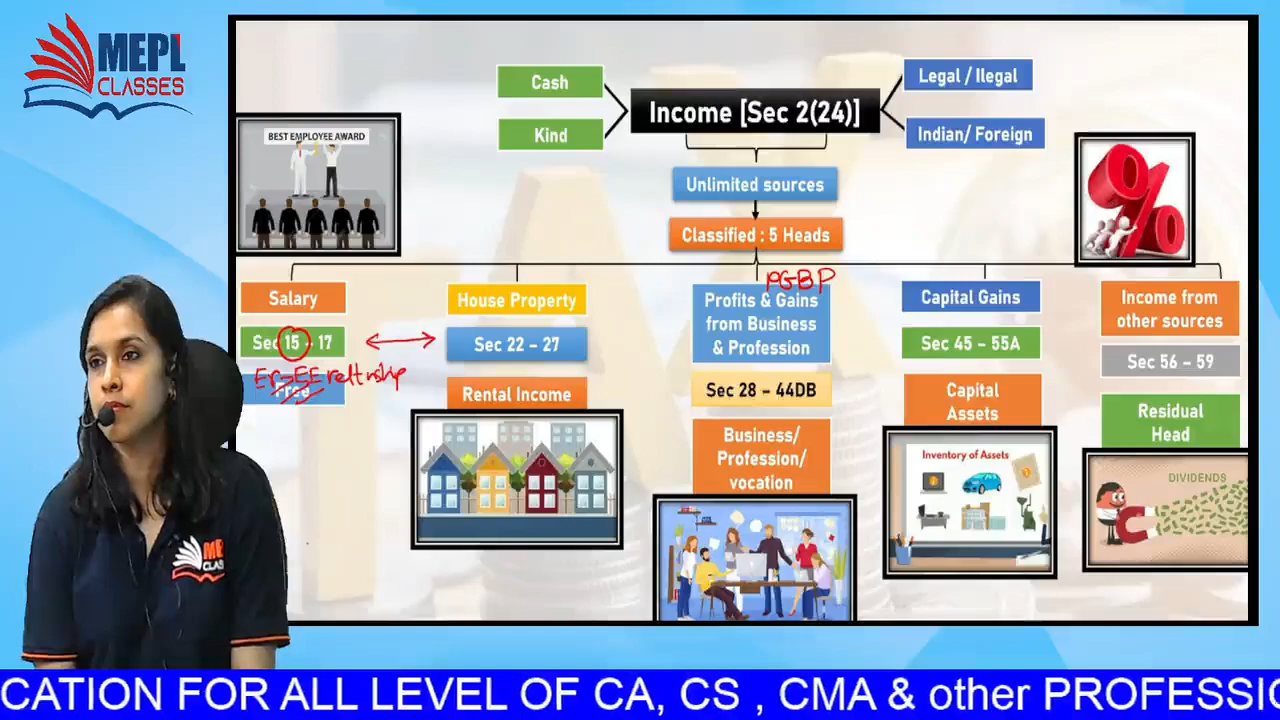 MEPL
CLASSES
Cash
Kind
Income [Sec 2(24)]
Legal / Ilegal
Indian/ Foreign
BEST EMPLOYEE AWARD
Unlimited sources
Classified : 5 Heads
PGBP
Salary
Sec 15 - 17
Er-EE
House Property
Sec 22 – 27
Rental Income
Profits & Gains
from Business
& Profession
Sec 28 – 44DB
Business/
Profession/
vocation
Capital Gains
Sec 45 – 55A
Capital
Assets
Inventory of Assets
Income from
other sources
Sec 56 – 59
Residual
Head
DIVIDENDS
ME
CLAS
CATION FOR ALL LEVEL OF CA, CS , CMA & other PROFESSIO